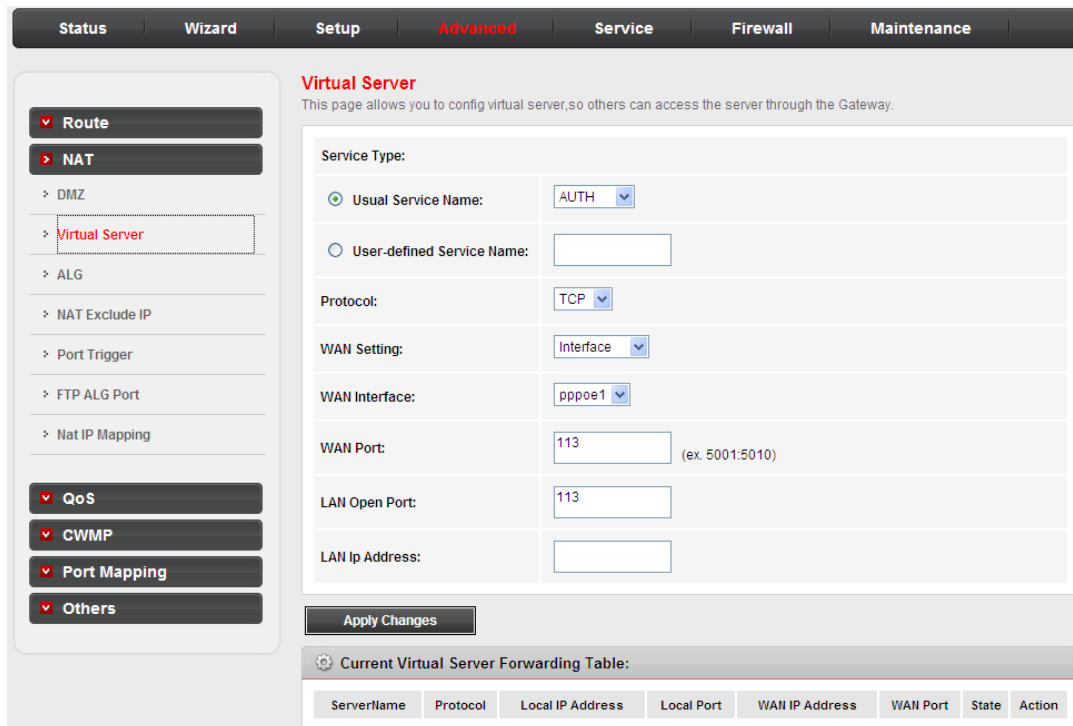 Status Wizard Setup Advanced Service Firewall Maintenance
Route
NAT
DMZ
Virtual Server
ALG
NAT Exclude IP
Port Trigger
FTP ALG Port
Nat IP Mapping
QoS
CWMP
Port Mapping
Others
Virtual Server
This page allows you to config virtual server,so others can access the server through the Gateway.
Service Type:
Usual Service Name: AUTH
User-defined Service Name:
Protocol: TCP
WAN Setting: Interface
WAN Interface: pppoe1
WAN Port: 113 (ex. 5001:5010)
LAN Open Port: 113
LAN Ip Address:
Apply Changes
Current Virtual Server Forwarding Table:
ServerName Protocol Local IP Address Local Port WAN IP Address WAN Port State Action